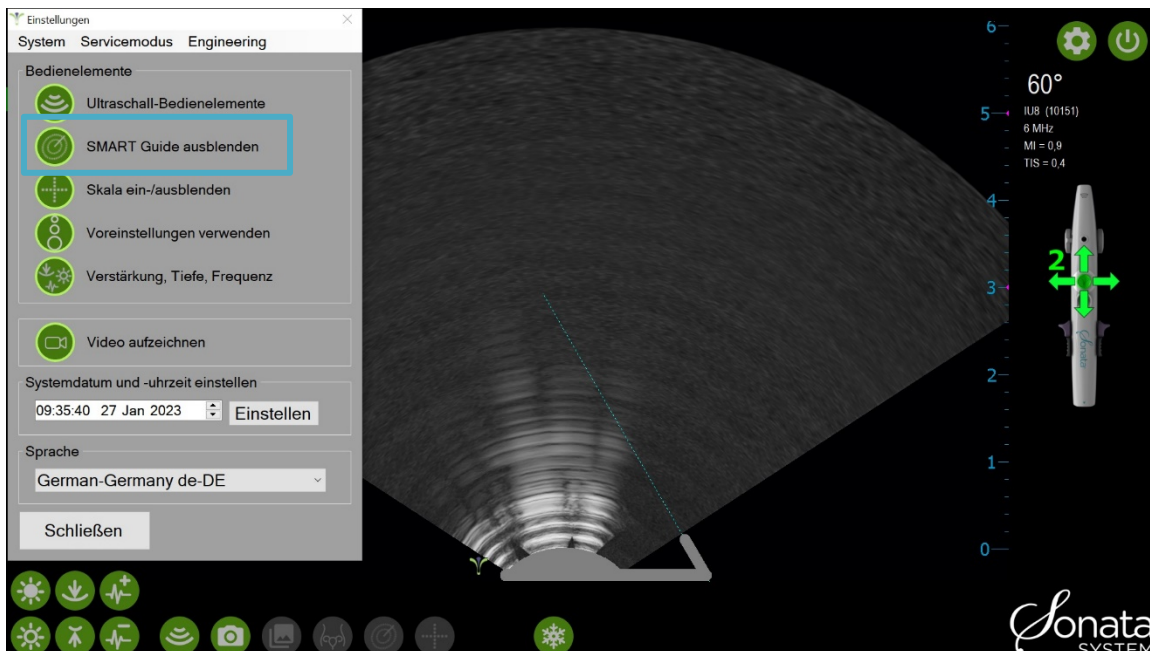 Einstellungen
System Servicemodus Engineering
Bedienelemente
Ultraschall-Bedienelemente
SMART Guide ausblenden
Skala ein-/ausblenden
Voreinstellungen verwenden
Verstärkung, Tiefe, Frequenz
Video aufzeichnen
Systemdatum und -uhrzeit einstellen
09:35:40 27 Jan 2023 Einstellen
Sprache
German-Germany de-DE
Schließen
6
5
4
3
2
1
0
60°
IU8 (10151)
6 MHz
MI = 0,9
TIS = 0,4
2
Sonata
Sonata
SYSTEM